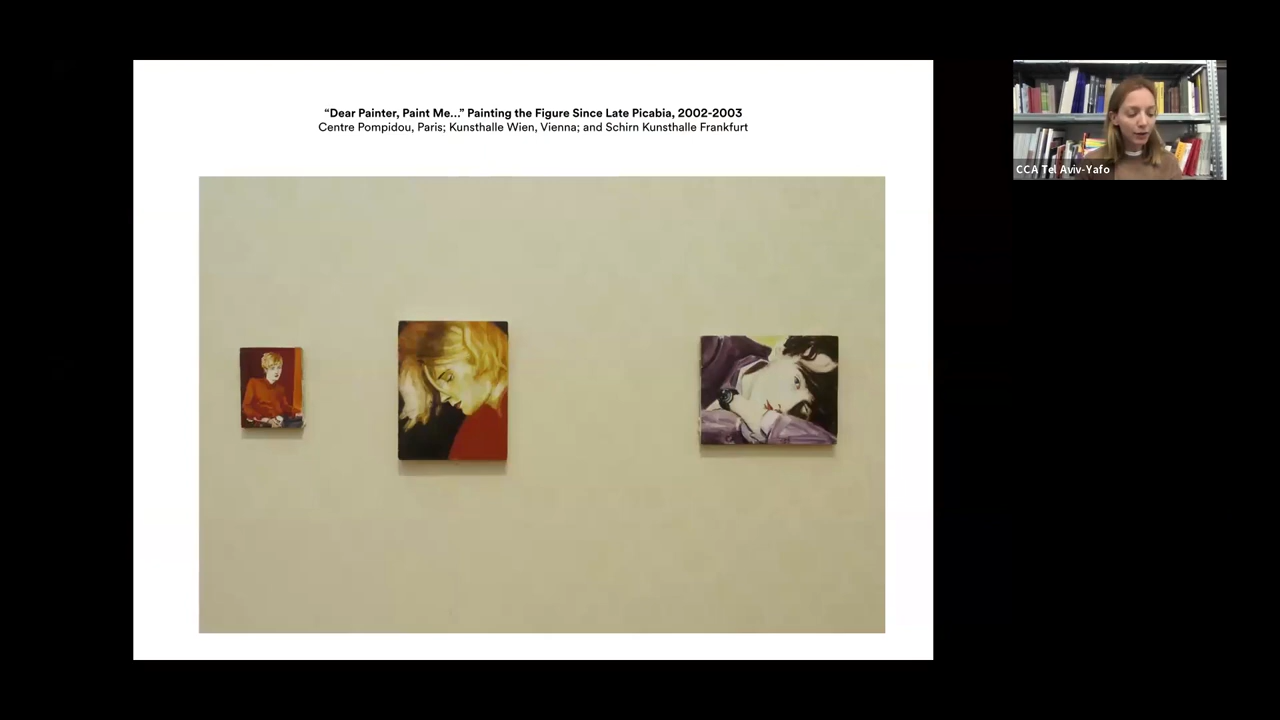 “Dear Painter, Paint Me...” Painting the Figure Since Late Picabia, 2002-2003
Centre Pompidou, Paris; Kunsthalle Wien, Vienna; and Schirn Kunsthalle Frankfurt
CCA Tel Aviv-Yafo